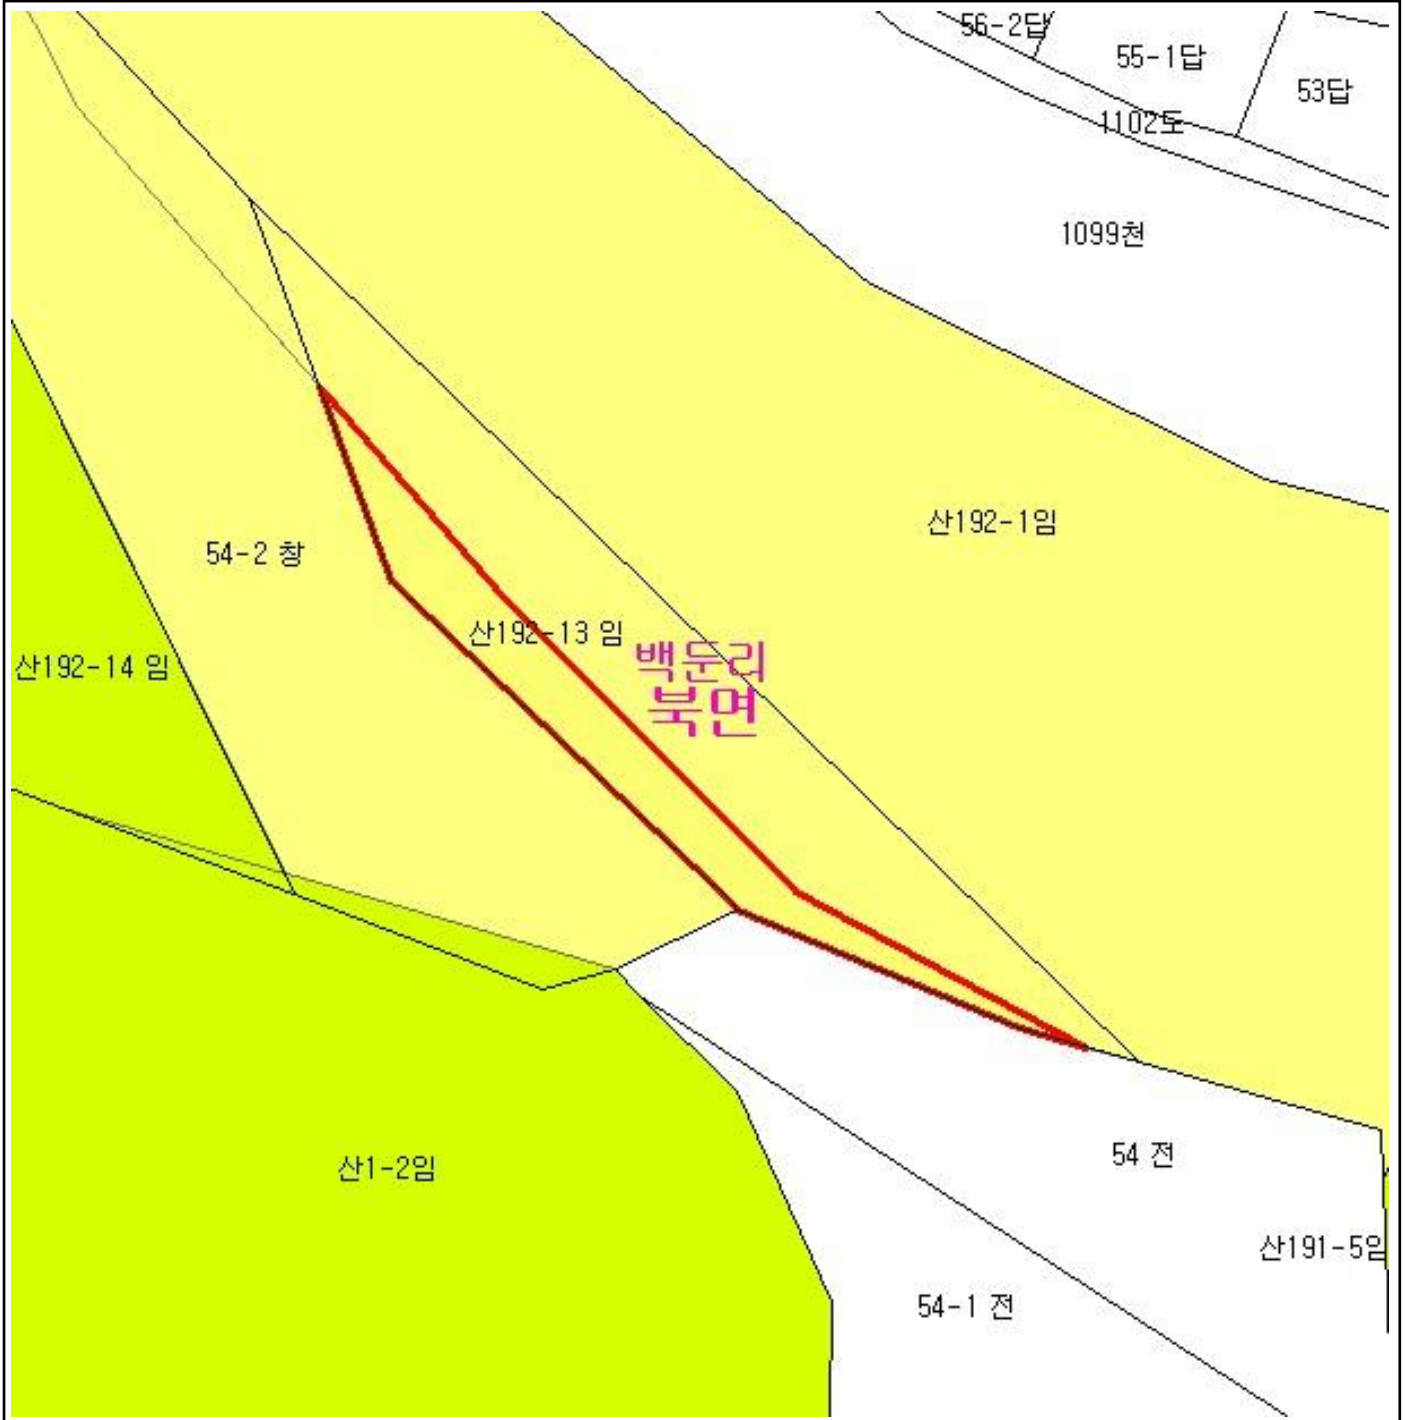 56-2답
55-1답
53답
1102도
1099천
산192-1임
54-2 창
산192-13 임
백둔리
북면
산192-14 임
54 전
산1-2임
산191-5임
54-1 전